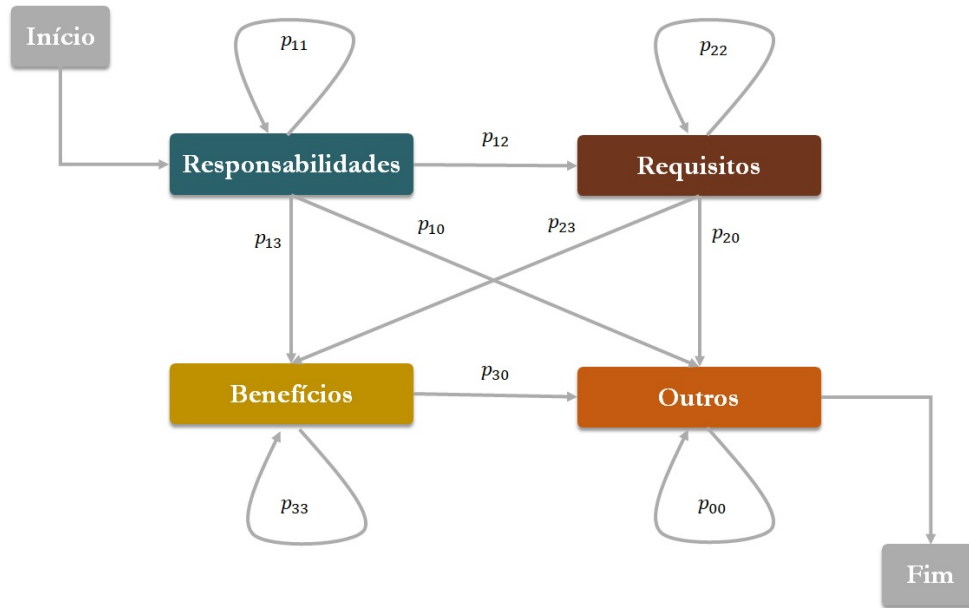 Início
p11
p22
Responsabilidades
p12
Requisitos
p13
p10
p23
p20
Benefícios
p30
Outros
p33
p00
Fim